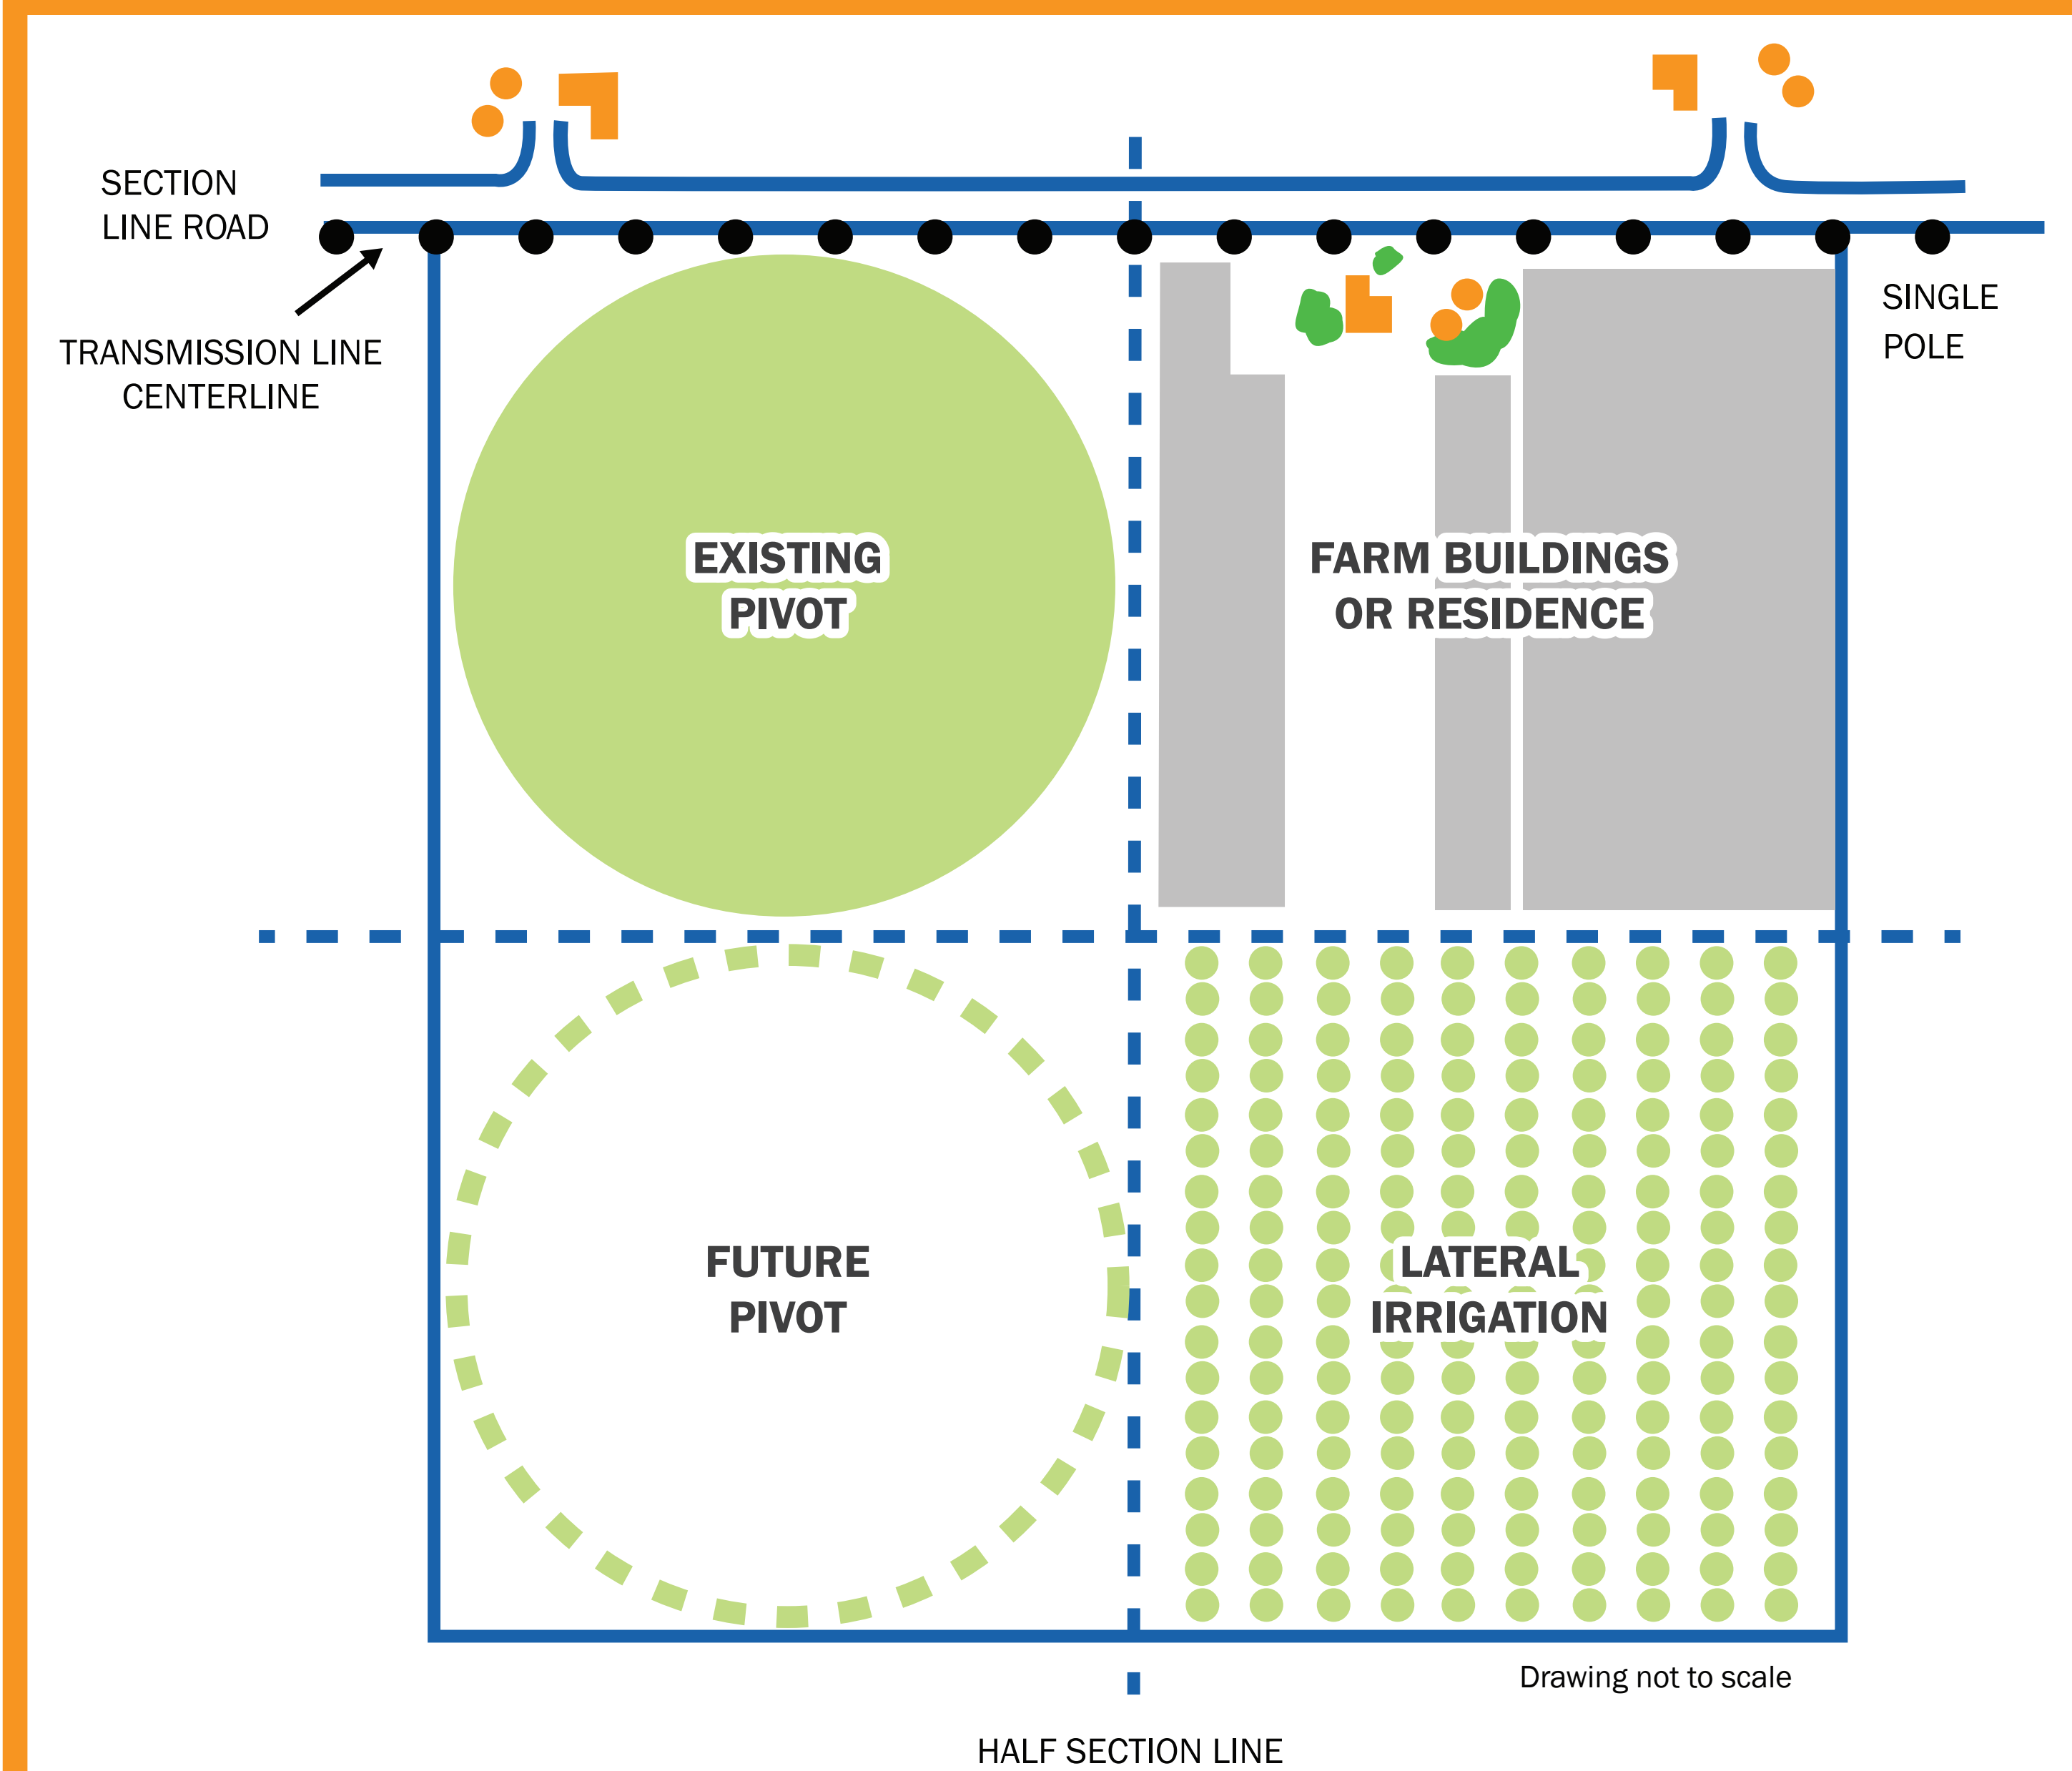 SECTION
LINE ROAD
TRANSMISSION LINE
CENTERLINE
SINGLE
POLE
EXISTING
PIVOT
FARM BUILDINGS
OR RESIDENCE
FUTURE
PIVOT
LATERAL
IRRIGATION
Drawing not to scale
HALF SECTION LINE